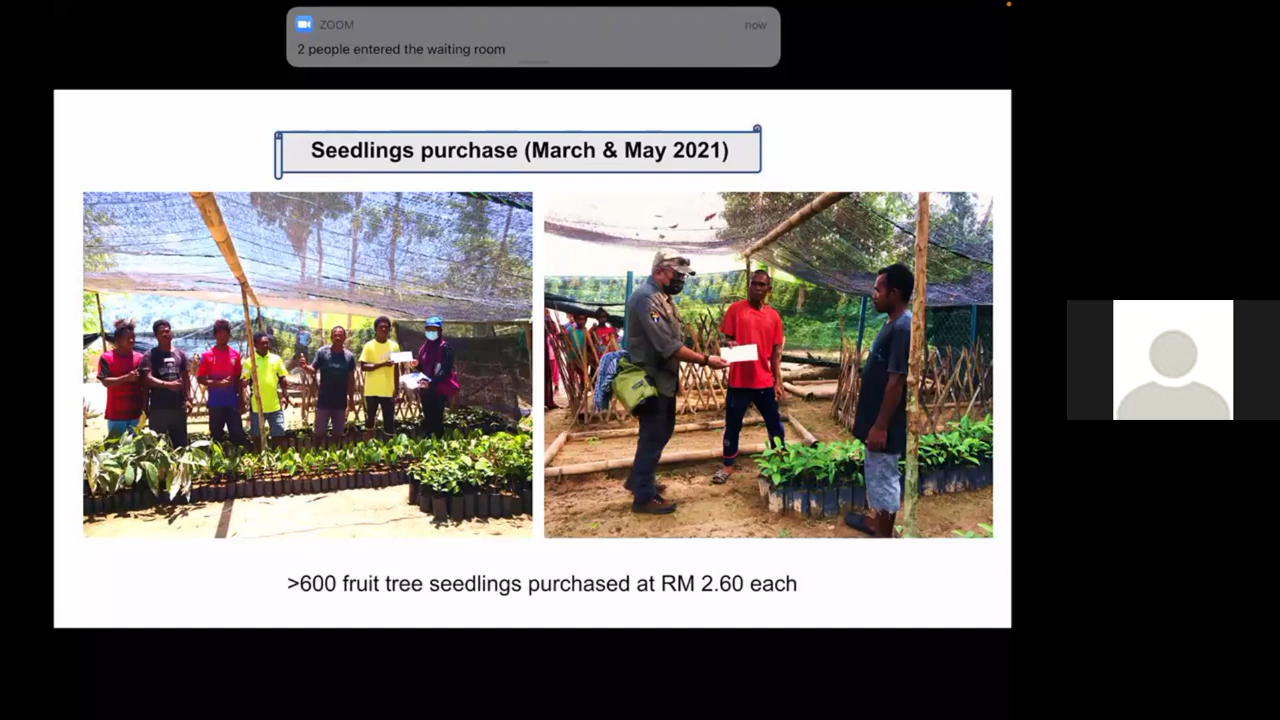 ZOOM
now
2 people entered the waiting room
Seedlings purchase (March & May 2021)
>600 fruit tree seedlings purchased at RM 2.60 each